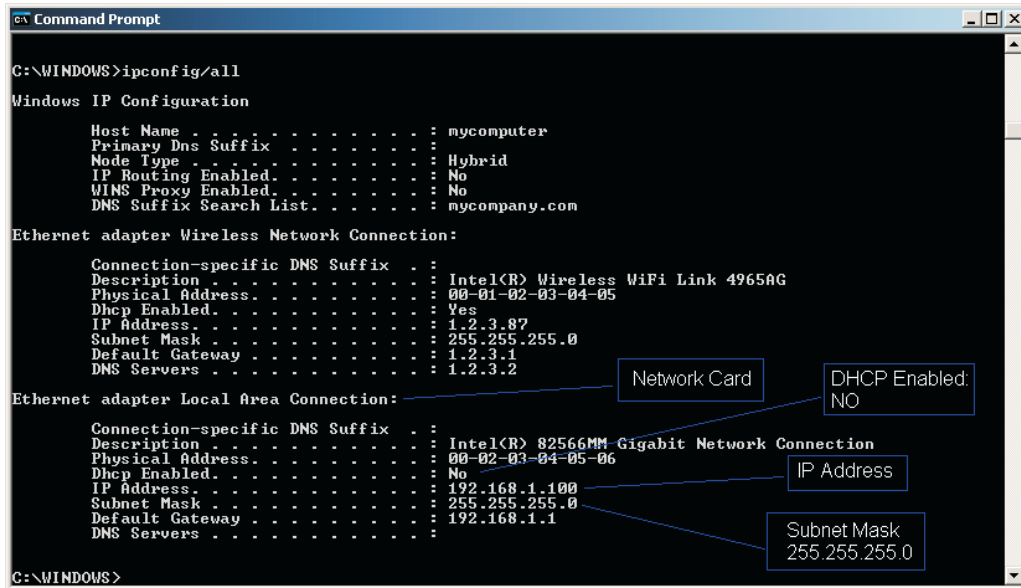 Command Prompt
C:\WINDOWS>ipconfig/all
Windows IP Configuration
Host Name . . . . . . . . . . . . : mycomputer
Primary Dns Suffix . . . . . . . :
Node Type . . . . . . . . . . . . : Hybrid
IP Routing Enabled. . . . . . . . : No
WINS Proxy Enabled. . . . . . . . : No
DNS Suffix Search List. . . . . . : mycompany.com
Ethernet adapter Wireless Network Connection:
Connection-specific DNS Suffix . :
Description . . . . . . . . . . . : Intel(R) Wireless WiFi Link 4965AG
Physical Address. . . . . . . . . : 00-01-02-03-04-05
Dhcp Enabled. . . . . . . . . . . : Yes
IP Address. . . . . . . . . . . . : 1.2.3.87
Subnet Mask . . . . . . . . . . . : 255.255.255.0
Default Gateway . . . . . . . . . : 1.2.3.1
DNS Servers . . . . . . . . . . . : 1.2.3.2
Network Card
DHCP Enabled:
NO
Ethernet adapter Local Area Connection:
Connection-specific DNS Suffix . :
Description . . . . . . . . . . . : Intel(R) 82566MM Gigabit Network Connection
Physical Address. . . . . . . . . : 00-02-03-04-05-06
Dhcp Enabled. . . . . . . . . . . : No
IP Address
IP Address. . . . . . . . . . . . : 192.168.1.100
Subnet Mask . . . . . . . . . . . : 255.255.255.0
Default Gateway . . . . . . . . . : 192.168.1.1
DNS Servers . . . . . . . . . . . :
Subnet Mask
255.255.255.0
C:\WINDOWS>